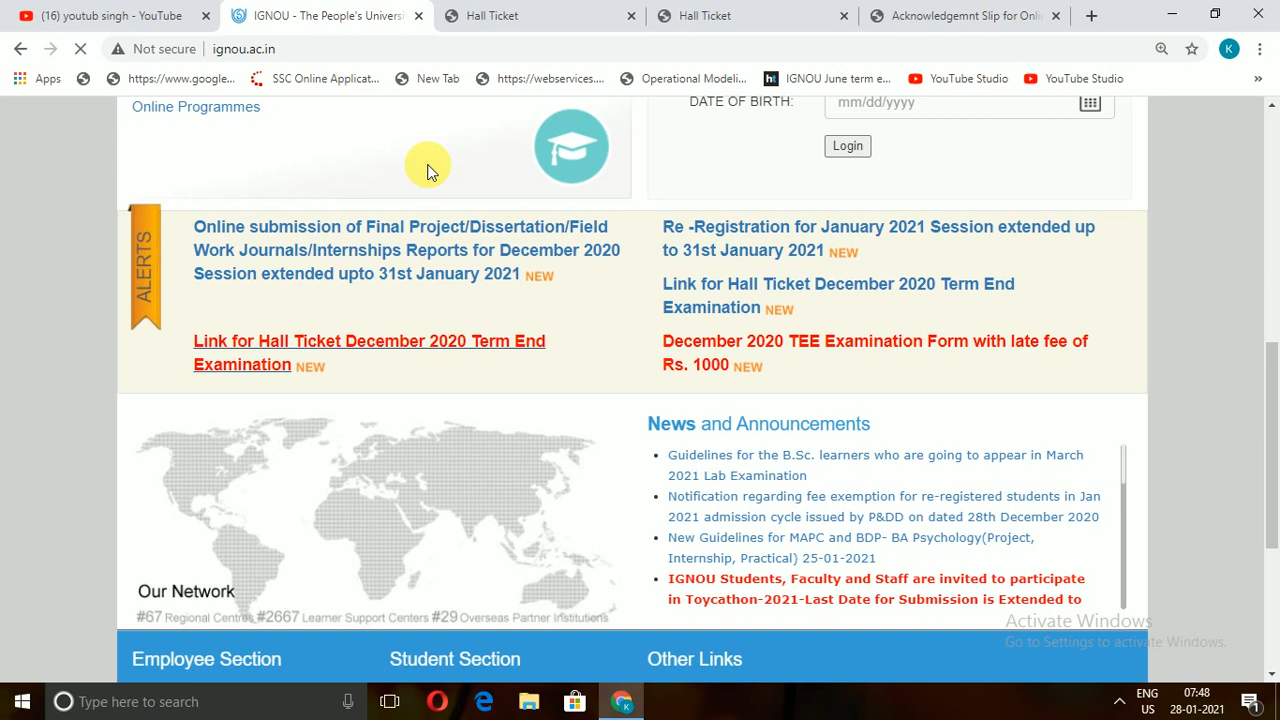 (16) youtub singh - YouTube
IGNOU - The People's Universi
Hall Ticket
Hall Ticket
Acknowledgemnt Slip for Onli
Not secure
ignou.ac.in
K
Apps
https://www.google...
SSC Online Applicat...
New Tab
https://webservices....
Operational Modeli...
ht
IGNOU June term e...
YouTube Studio
YouTube Studio
»
Online Programmes
DATE OF BIRTH:
mm/dd/yyyy
Login
ALERTS
Online submission of Final Project/Dissertation/Field
Work Journals/Internships Reports for December 2020
Session extended upto 31st January 2021 NEW
Link for Hall Ticket December 2020 Term End
Examination NEW
Re -Registration for January 2021 Session extended up
to 31st January 2021 NEW
Link for Hall Ticket December 2020 Term End
Examination NEW
December 2020 TEE Examination Form with late fee of
Rs. 1000 NEW
Our Network
#67 Regional Centres #2667 Learner Support Centers #29 Overseas Partner Institutions
News and Announcements
• Guidelines for the B.Sc. learners who are going to appear in March
2021 Lab Examination
• Notification regarding fee exemption for re-registered students in Jan
2021 admission cycle issued by P&DD on dated 28th December 2020
• New Guidelines for MAPC and BDP- BA Psychology(Project,
Internship, Practical) 25-01-2021
• IGNOU Students, Faculty and Staff are invited to participate
in Toycathon-2021-Last Date for Submission is Extended to
Activate Windows
Go to Settings to activate Windows.
Employee Section
Student Section
Other Links
Type here to search
K
ENG
US
07:48
28-01-2021
1